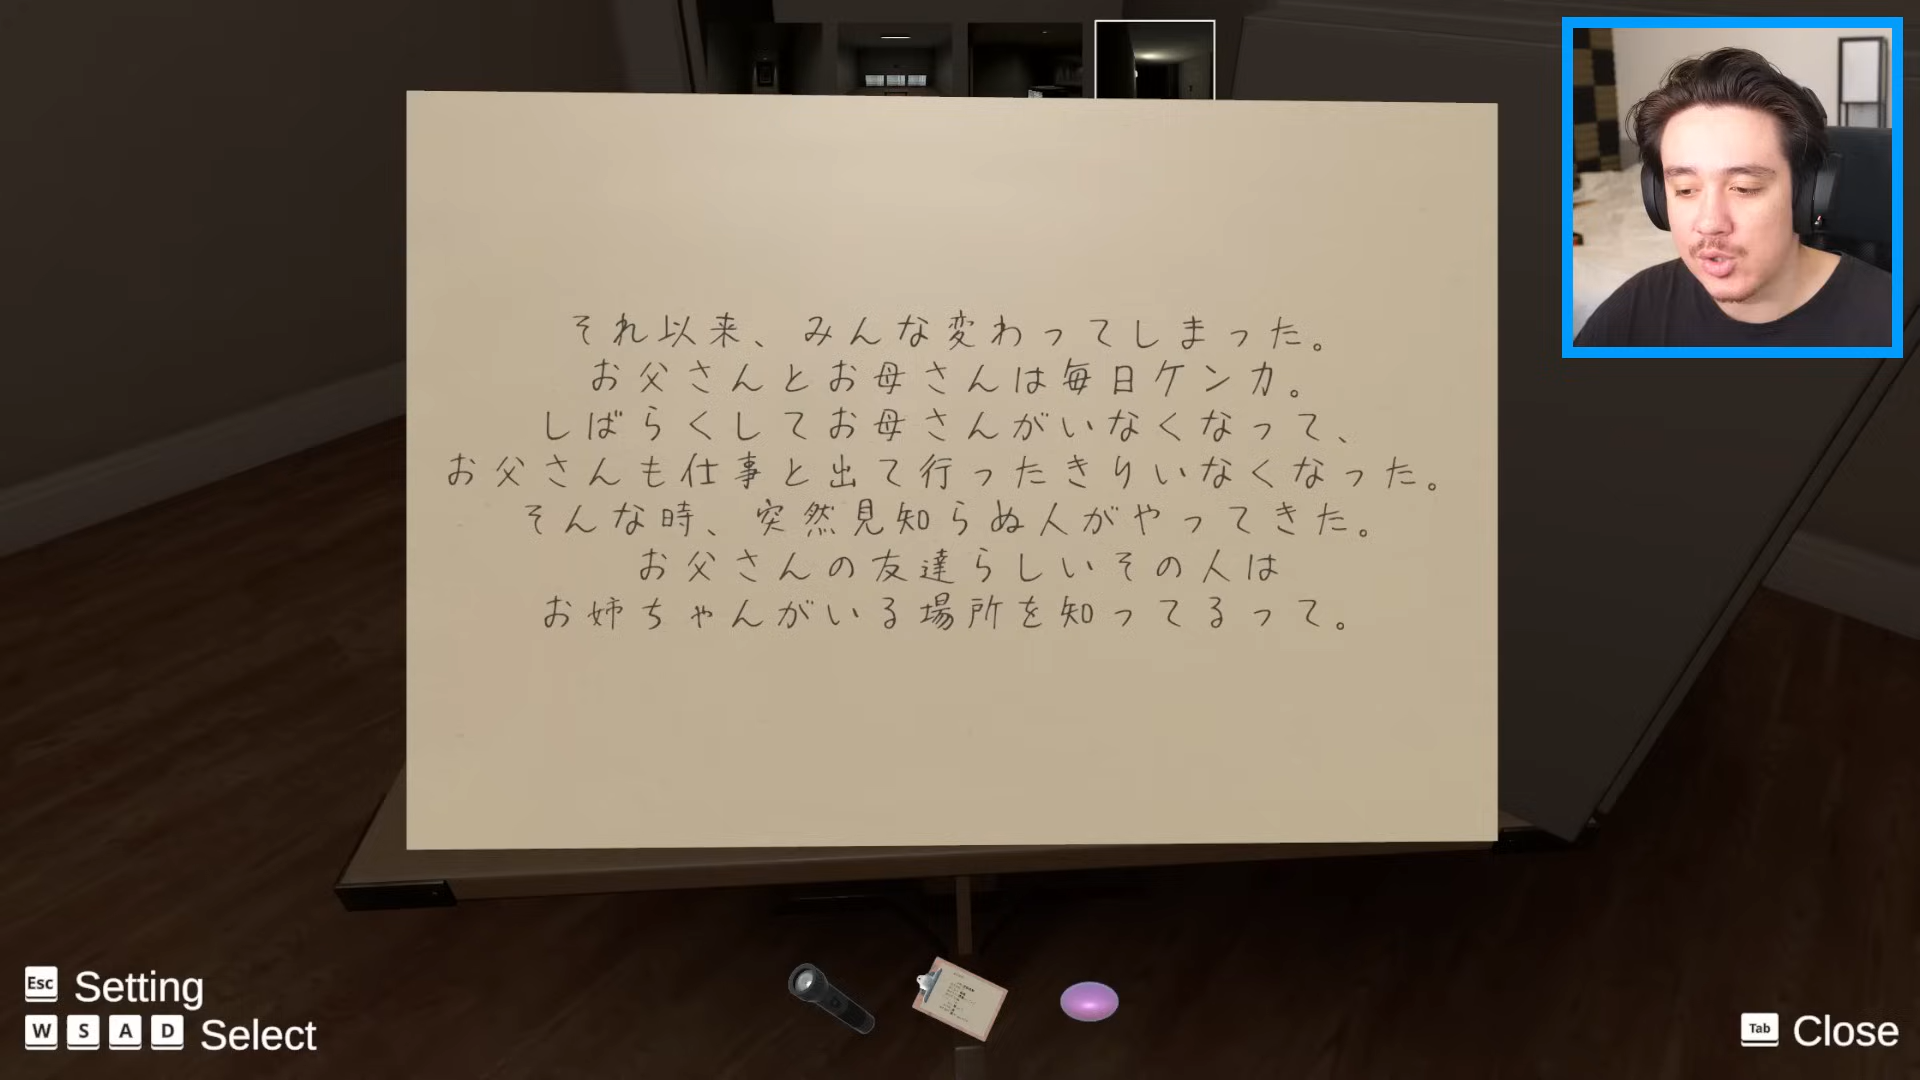 それ以来、みんな変わってしまった。
お父さんとお母さんは毎日ケンカ。
しばらくしてお母さんがいなくなって、
お父さんも仕事と出て行ったきりいなくなった。
そんな時、突然見知らぬ人がやってきた。
お父さんの友達らしいその人は
お姉ちゃんがいる場所を知ってるって。
Esc Setting
W S A D Select
Tab Close